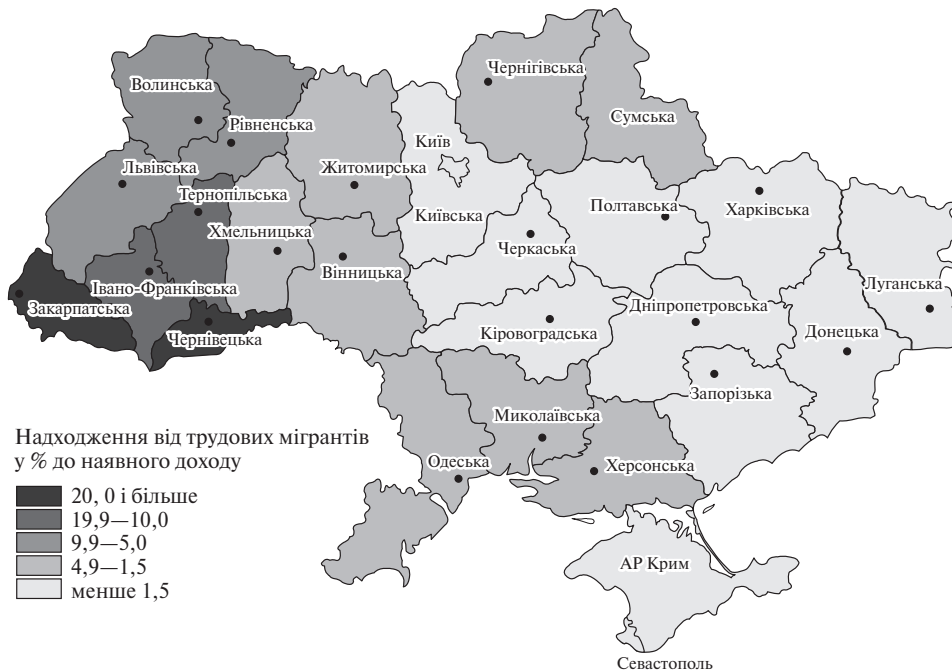 Чернігівська
Волинська
Сумська
Рівненська
Київ
Львівська
Житомирська
Тернопільська
Полтавська
Харківська
Київська
Хмельницька
Черкаська
Вінницька
Івано-Франківська
Луганська
Закарпатська
Дніпропетровська
Чернівецька
Кіровоградська
Донецька
Запорізька
Миколаївська
Одеська
Херсонська
Надходження від трудових мігрантів
у % до наявного доходу
20, 0 і більше
19,9—10,0
9,9—5,0
4,9—1,5
менше 1,5
АР Крим
Севастополь